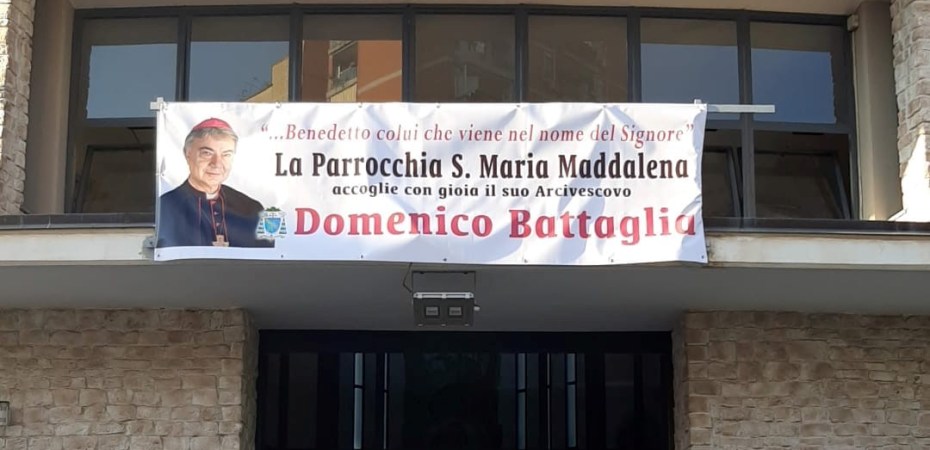 "...Benedetto colui che viene nel nome del Signore"
La Parrocchia S. Maria Maddalena
accoglie con gioia il suo Arcivescovo
Domenico Battaglia